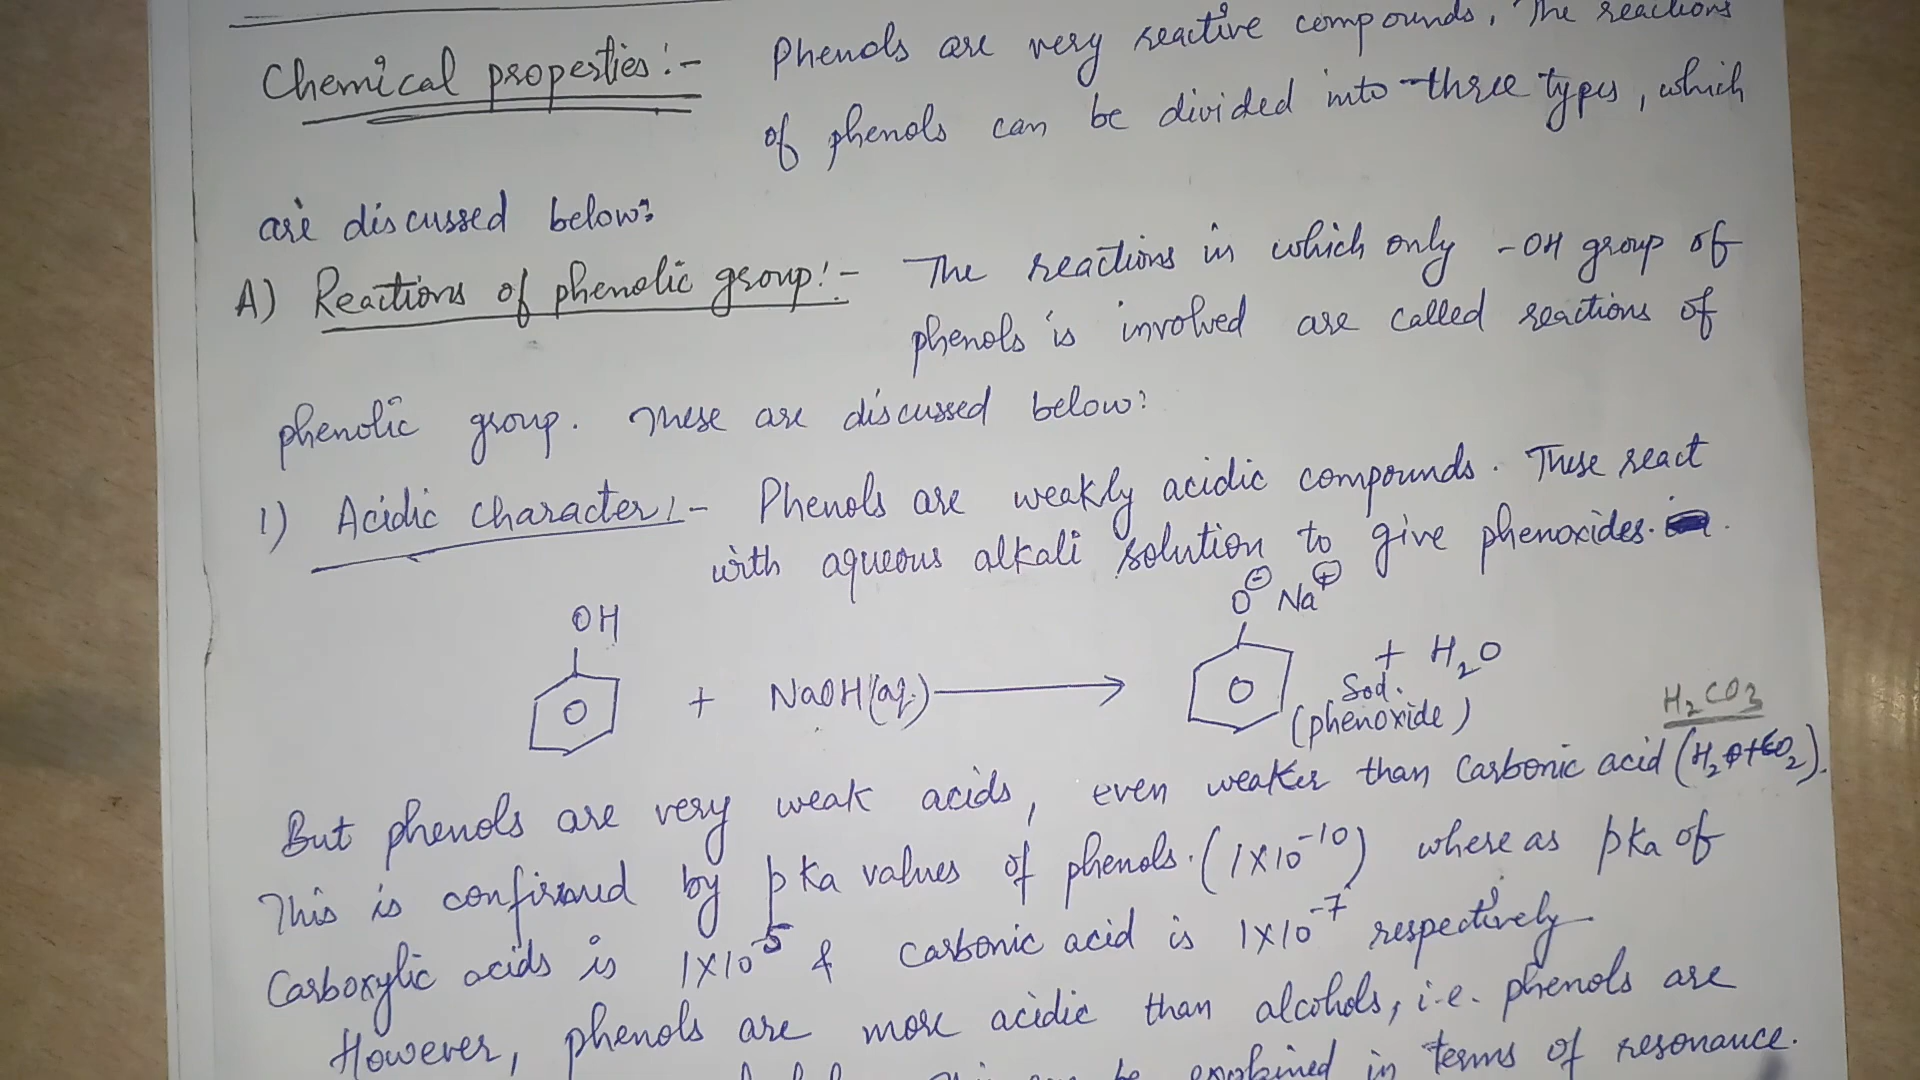 Chemical properties:- Phenols are very reactive compounds. The reactions
of phenols can be divided into three types, which
are discussed below:
A) Reactions of phenolic group:- The reactions in which only -OH group of
phenols is involved are called reactions of
phenolic group. These are discussed below:
1) Acidic character:- Phenols are weakly acidic compounds. These react
with aqueous alkali solution to give phenoxides.
OH
O⊖ Na⊕
+ NaOH(aq.) ⟶ + H₂O
Sod.
(phenoxide)
H₂CO₃
But phenols are very weak acids, even weaker than Carbonic acid (H₂O+CO₂).
This is confirmed by pka values of phenols. (1×10⁻¹⁰) where as pka of
Carboxylic acids is 1×10⁻⁵ & carbonic acid is 1×10⁻⁷ respectively.
However, phenols are more acidic than alcohols, i.e. phenols are
explained in terms of resonance.